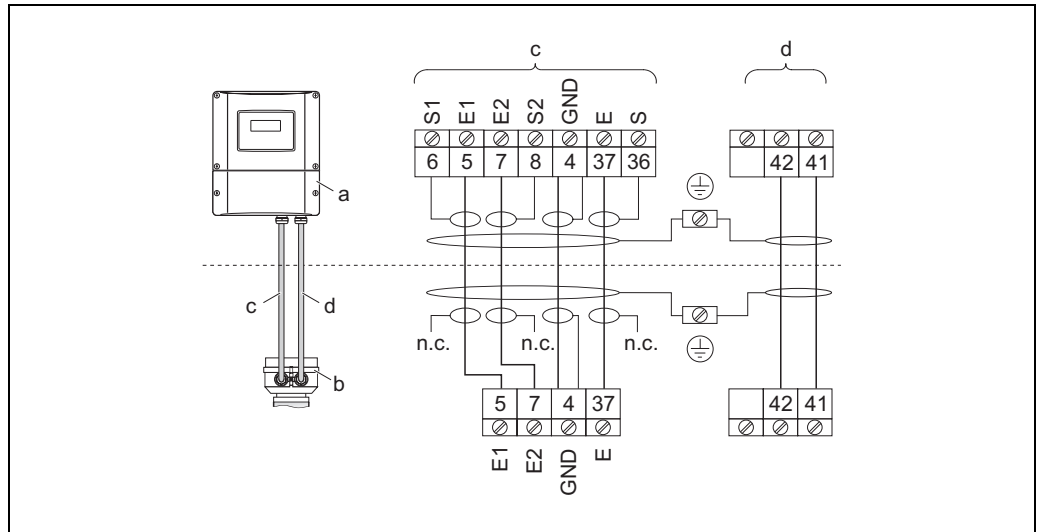 c d
S1 E1 E2 S2 GND E S
6 5 7 8 4 37 36
42 41
a
c d
n.c. n.c. n.c.
b
5 7 4 37
42 41
E1 E2 GND E